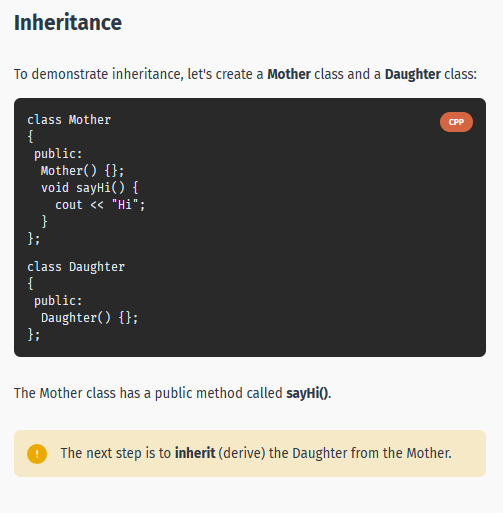 Inheritance
To demonstrate inheritance, let's create a Mother class and a Daughter class:
CPP
class Mother
{
 public:
  Mother() {};
  void sayHi() {
    cout << "Hi";
  }
};
class Daughter
{
 public:
  Daughter() {};
};
The Mother class has a public method called sayHi().
! The next step is to inherit (derive) the Daughter from the Mother.